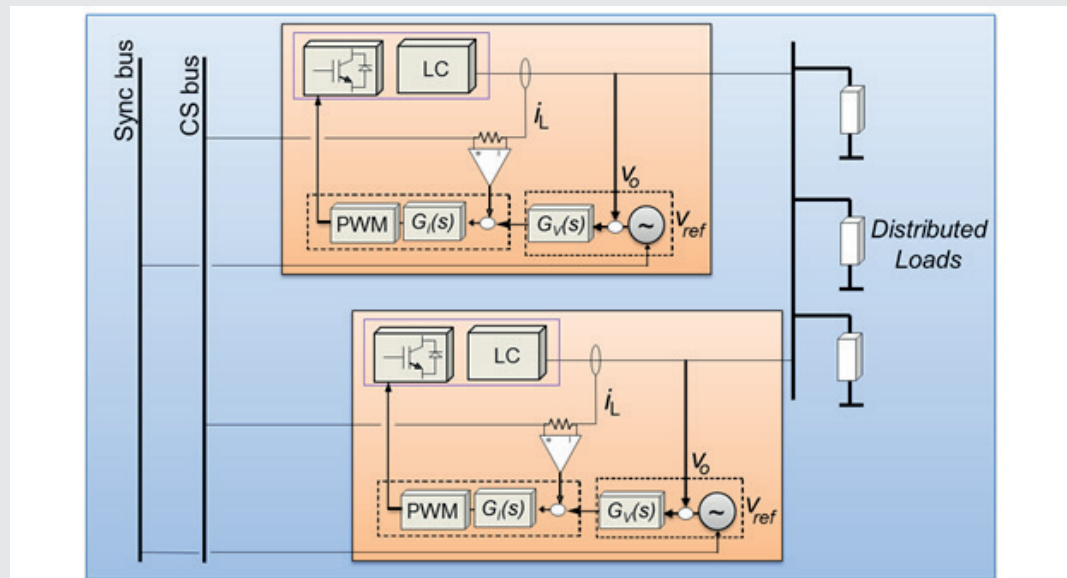 Sync bus
CS bus
LC
iL
vo
PWM
Gi(s)
GV(s)
~
Vref
Distributed
Loads
LC
iL
vo
PWM
Gi(s)
GV(s)
~
Vref